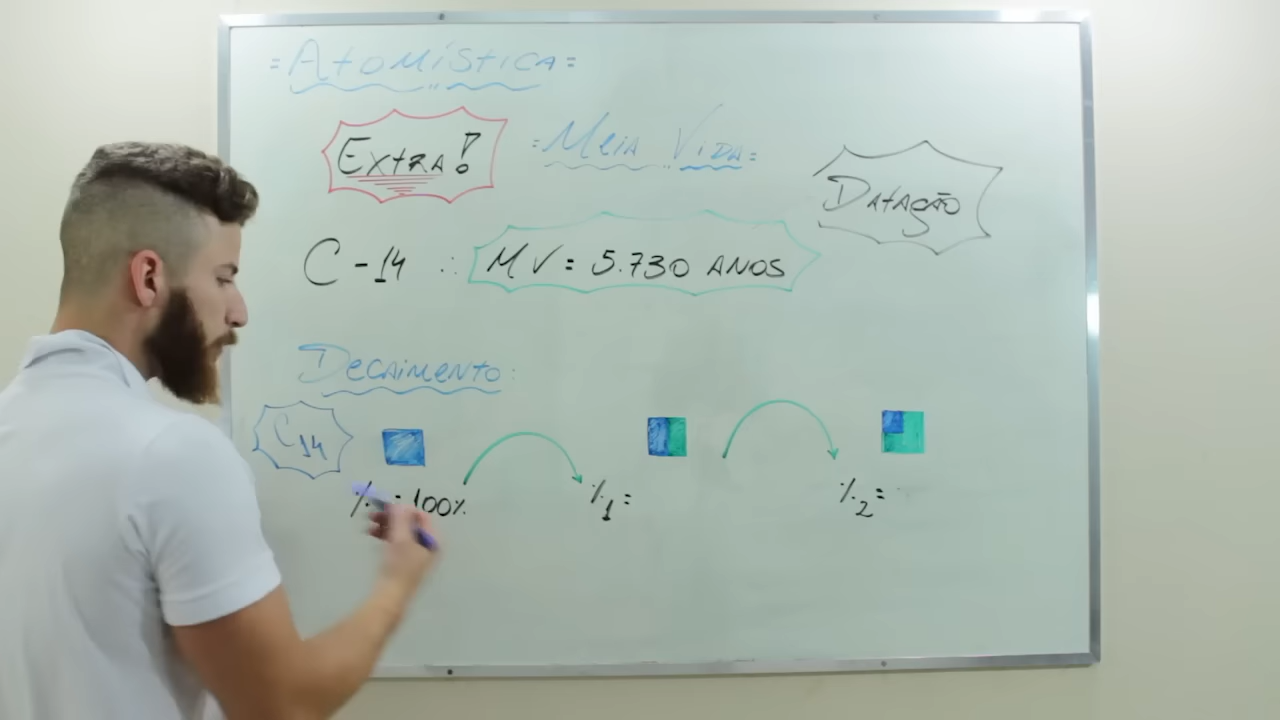 = Atomística =
Extra!
= Meia Vida =
Datação
C-14 ∴ MV = 5.730 ANOS
Decaimento:
C14
= 100%
%1 =
%2 =